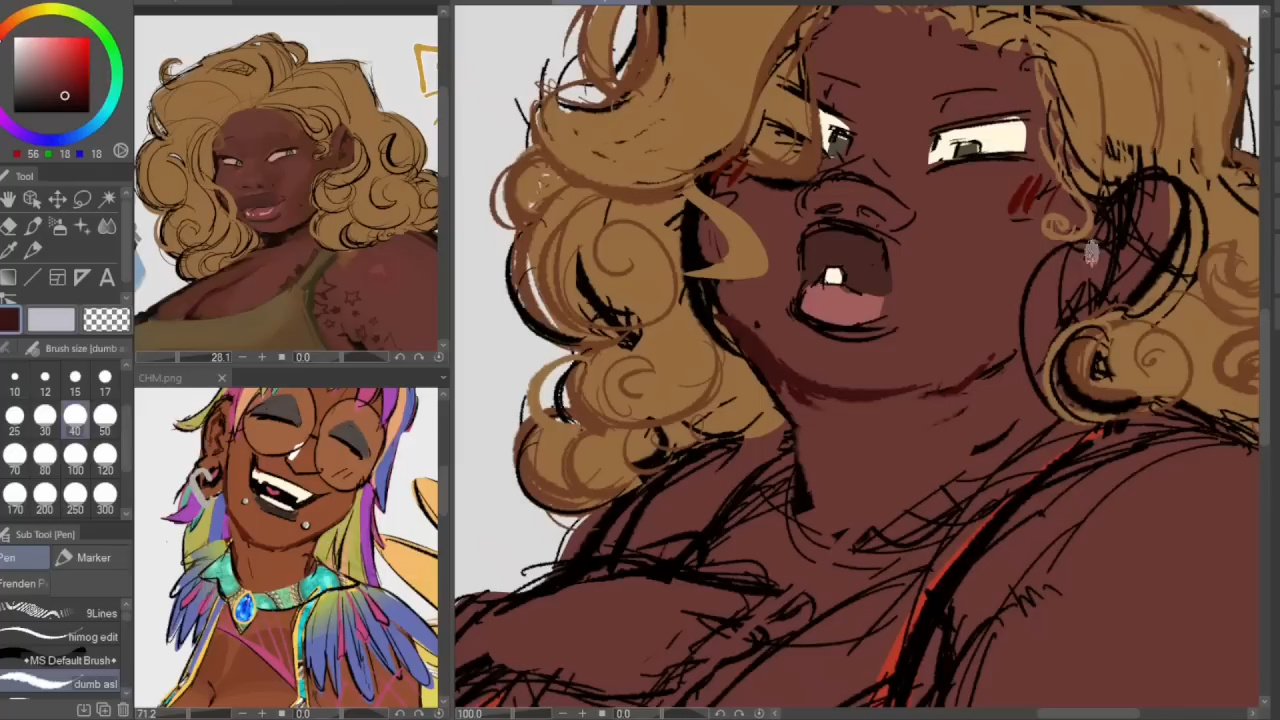 56 18 18
Tool
A
Brush size [dumb a
10 12 15 17
25 30 40 50
70 80 100 120
170 200 250 300
Sub Tool [Pen]
Pen Marker
Frenden P
9Lines
himog edit
✦MS Default Brush✦
dumb asl
28.1 0.0
CHM.png
71.2 0.0
100.0 0.0